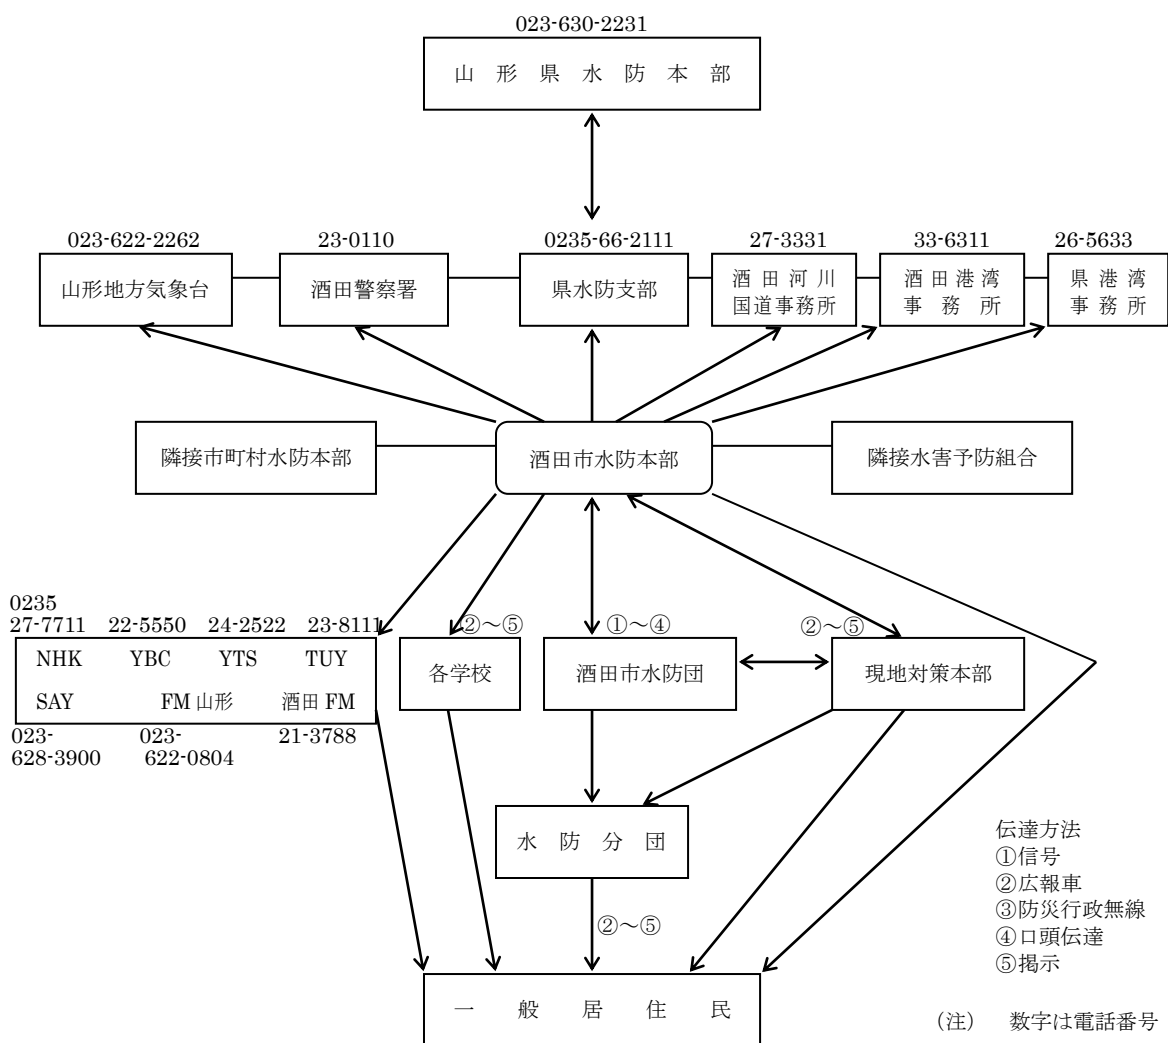 023-630-2231
山形県水防本部
023-622-2262 23-0110 0235-66-2111 27-3331 33-6311 26-5633
山形地方気象台
酒田警察署
県水防支部
酒田河川
国道事務所
酒田港湾
事務所
県港湾
事務所
隣接市町村水防本部
酒田市水防本部
隣接水害予防組合
0235
27-7711 22-5550 24-2522 23-8111
②～⑤ ①～④ ②～⑤
NHK YBC YTS TUY
SAY FM山形 酒田FM
023-
628-3900
023-
622-0804
21-3788
各学校
酒田市水防団
現地対策本部
水防分団
②～⑤
一般居住民
伝達方法
①信号
②広報車
③防災行政無線
④口頭伝達
⑤掲示
（注） 数字は電話番号